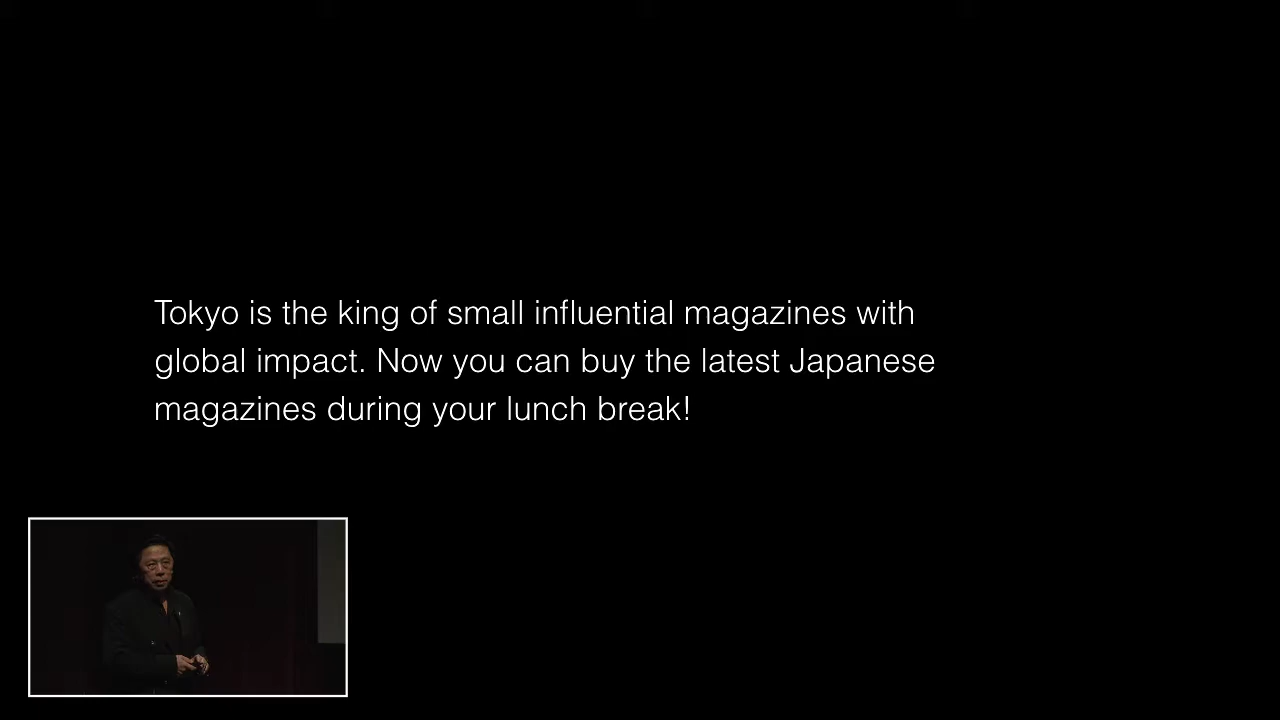 Tokyo is the king of small influential magazines with
global impact. Now you can buy the latest Japanese
magazines during your lunch break!